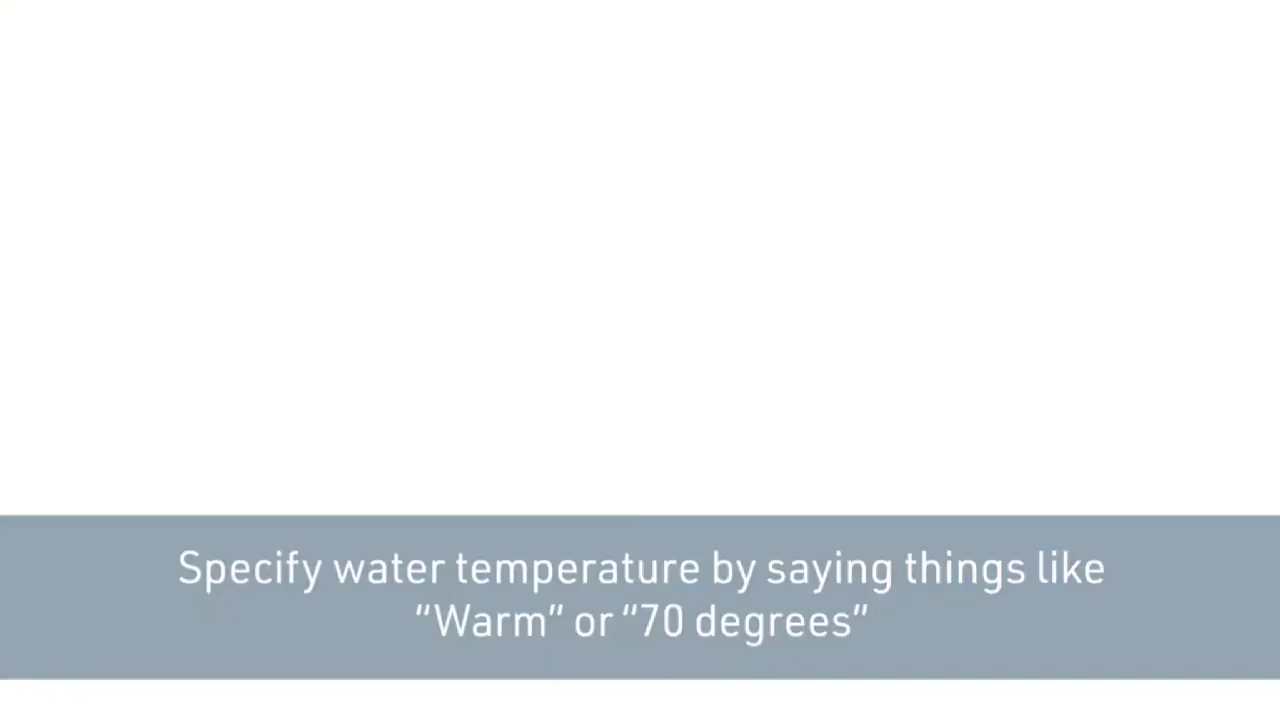 Specify water temperature by saying things like
“Warm” or “70 degrees”